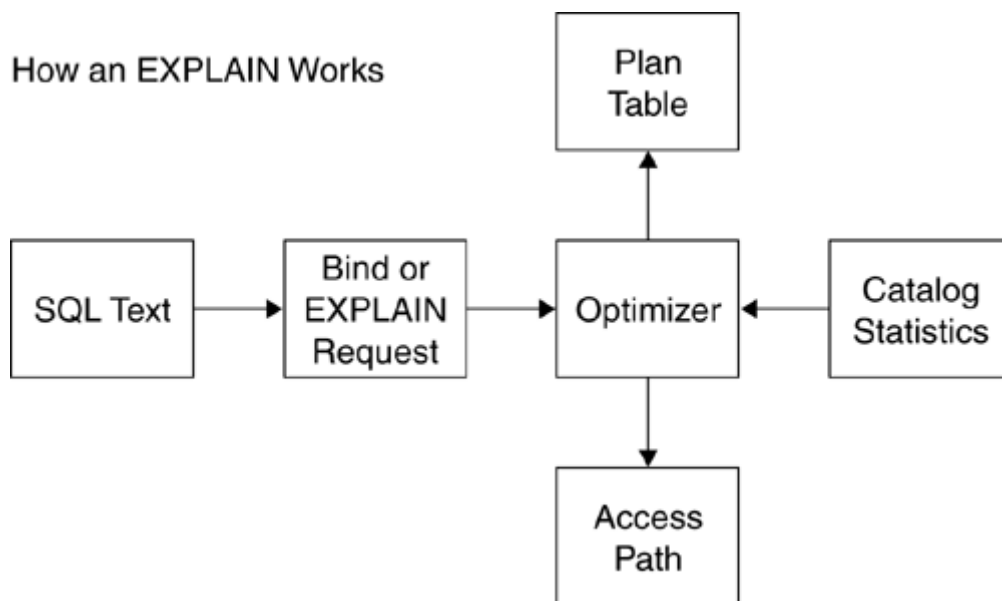 How an EXPLAIN Works
Plan
Table
SQL Text
Bind or
EXPLAIN
Request
Optimizer
Catalog
Statistics
Access
Path